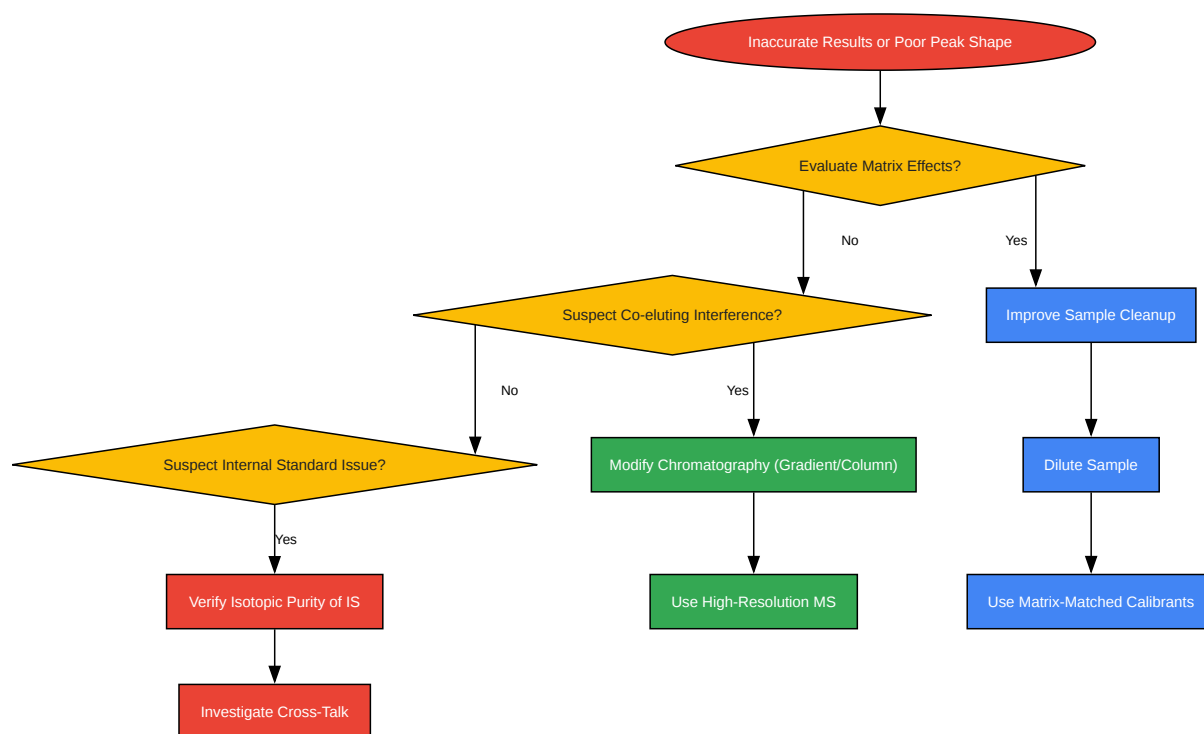 Inaccurate Results or Poor Peak Shape
Evaluate Matrix Effects?
No
Yes
Suspect Co-eluting Interference?
Improve Sample Cleanup
No
Yes
Suspect Internal Standard Issue?
Modify Chromatography (Gradient/Column)
Dilute Sample
Yes
Verify Isotopic Purity of IS
Use High-Resolution MS
Use Matrix-Matched Calibrants
Investigate Cross-Talk